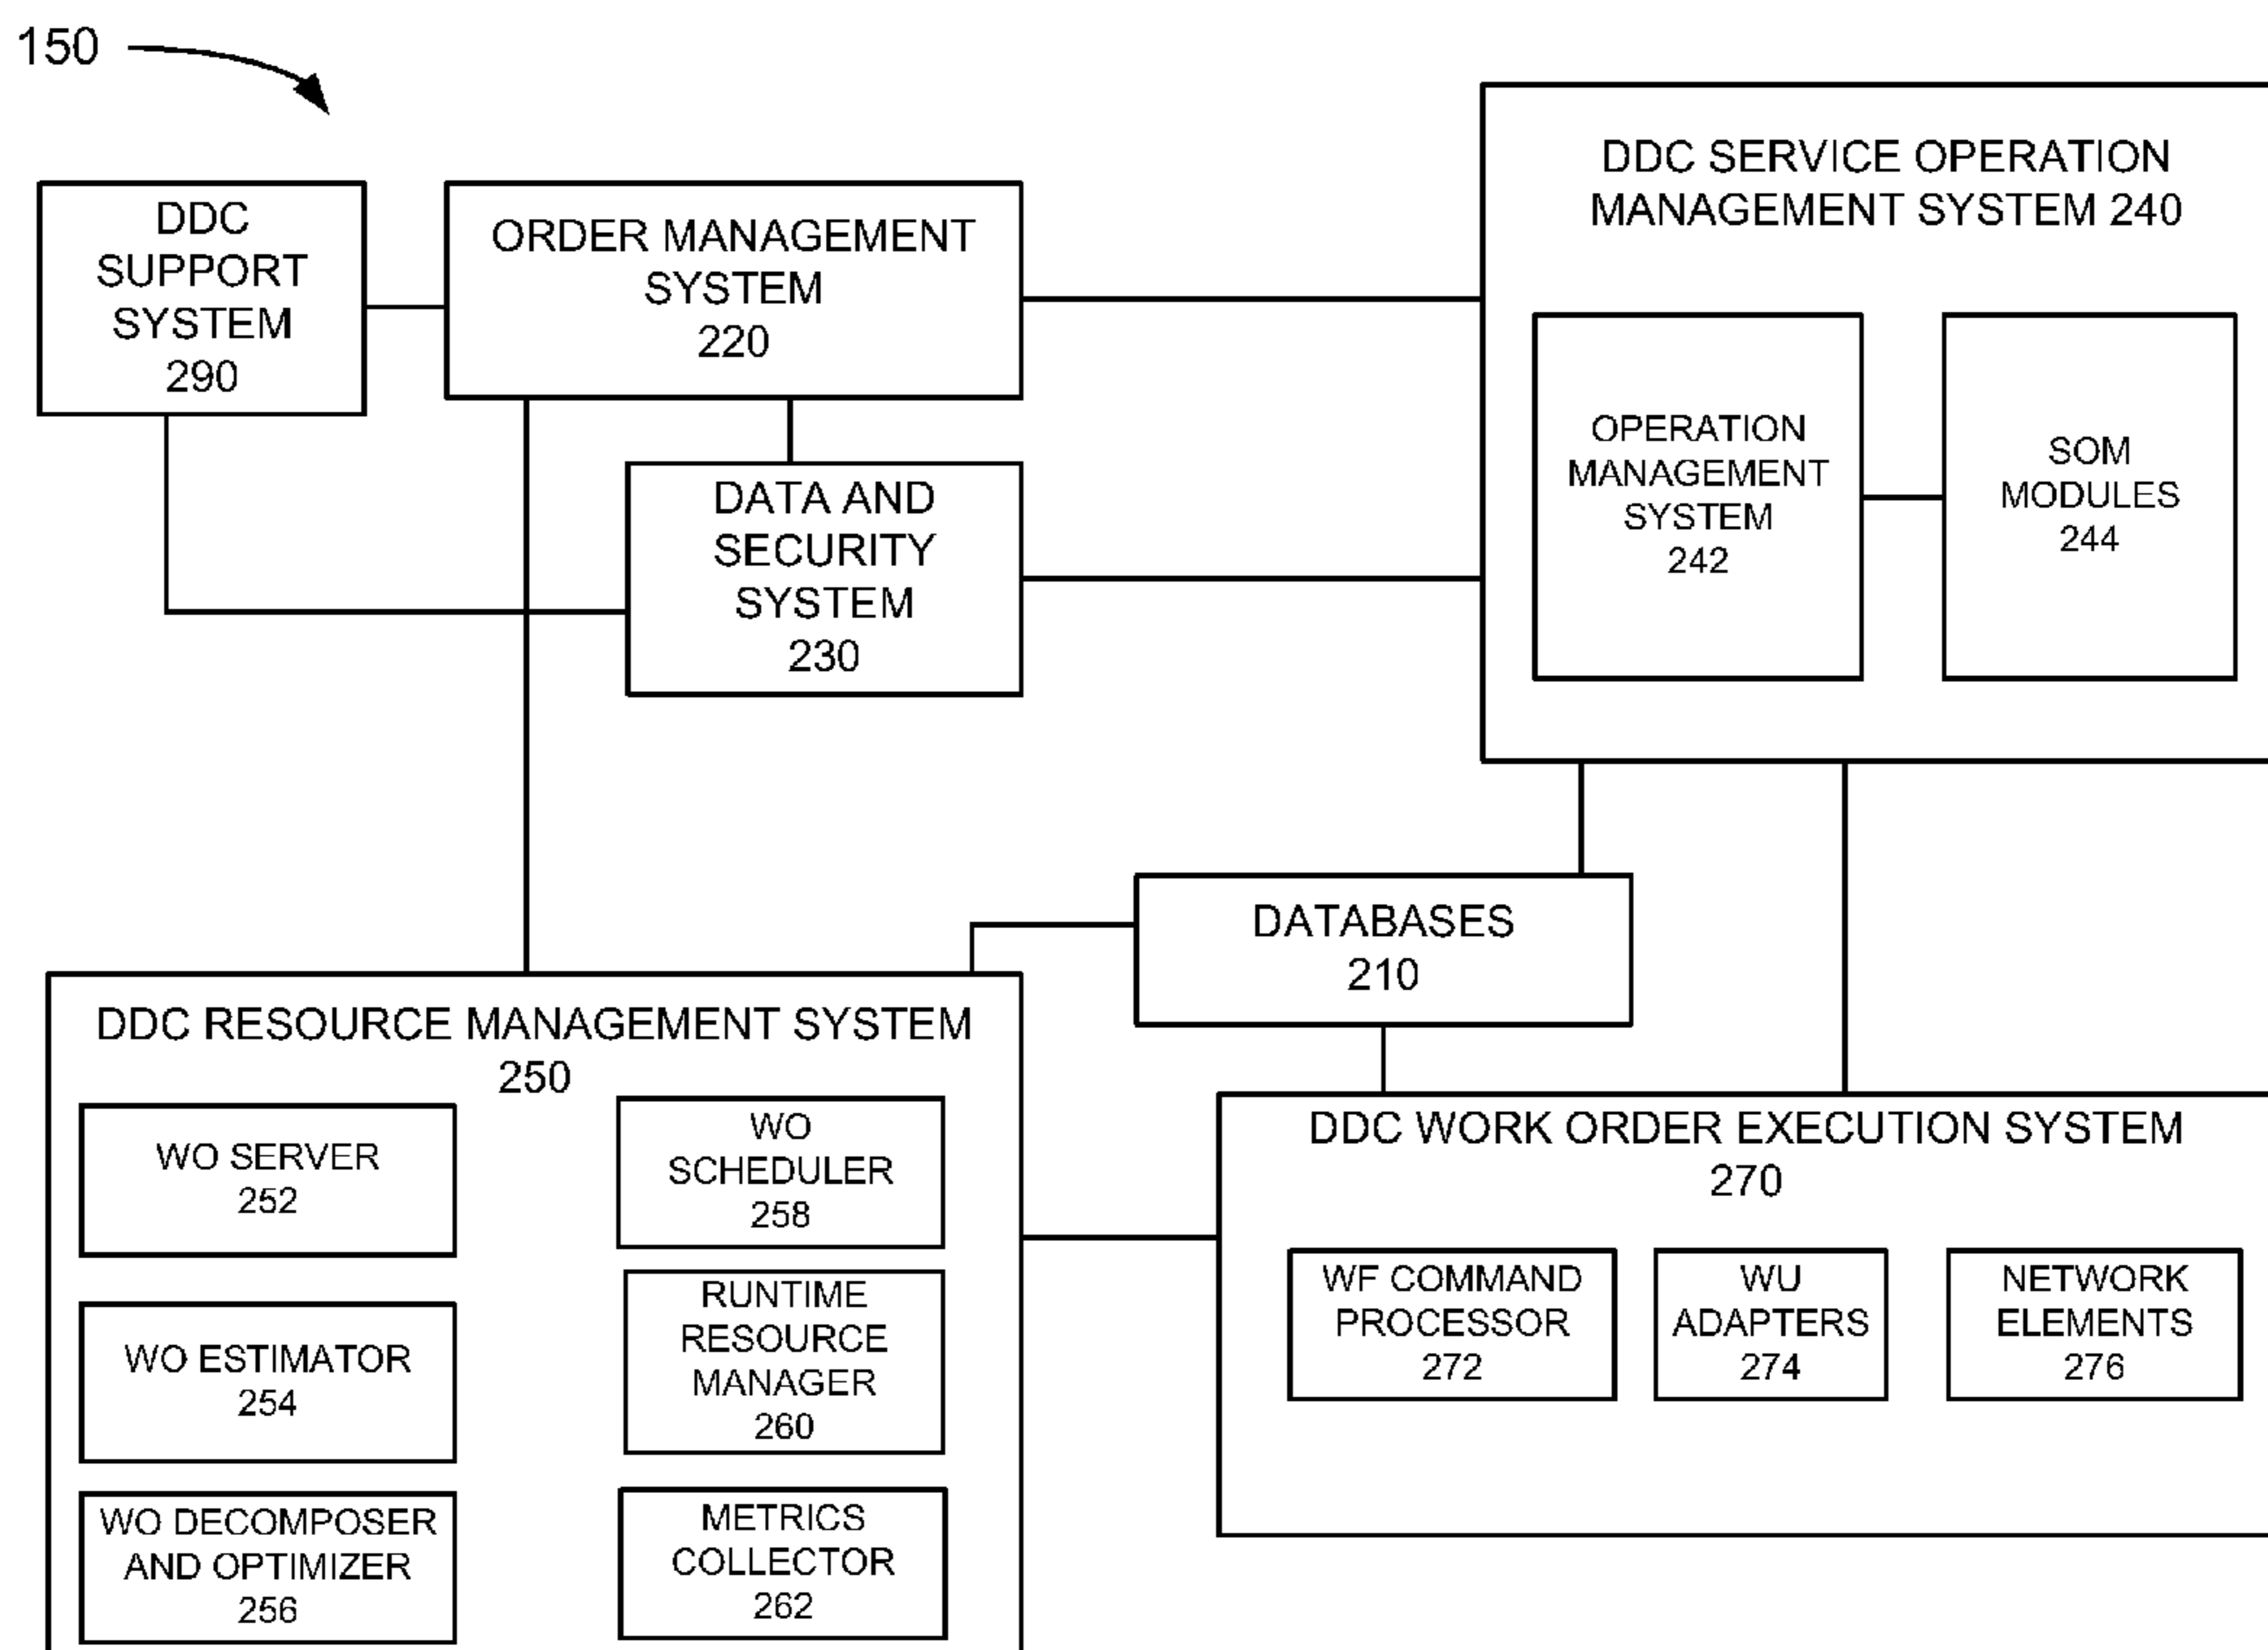 150
DDC
SUPPORT
SYSTEM
290
ORDER MANAGEMENT
SYSTEM
220
DATA AND
SECURITY
SYSTEM
230
DDC SERVICE OPERATION
MANAGEMENT SYSTEM 240
OPERATION
MANAGEMENT
SYSTEM
242
SOM
MODULES
244
DATABASES
210
DDC RESOURCE MANAGEMENT SYSTEM
250
WO SERVER
252
WO
SCHEDULER
258
WO ESTIMATOR
254
RUNTIME
RESOURCE
MANAGER
260
WO DECOMPOSER
AND OPTIMIZER
256
METRICS
COLLECTOR
262
DDC WORK ORDER EXECUTION SYSTEM
270
WF COMMAND
PROCESSOR
272
WU
ADAPTERS
274
NETWORK
ELEMENTS
276